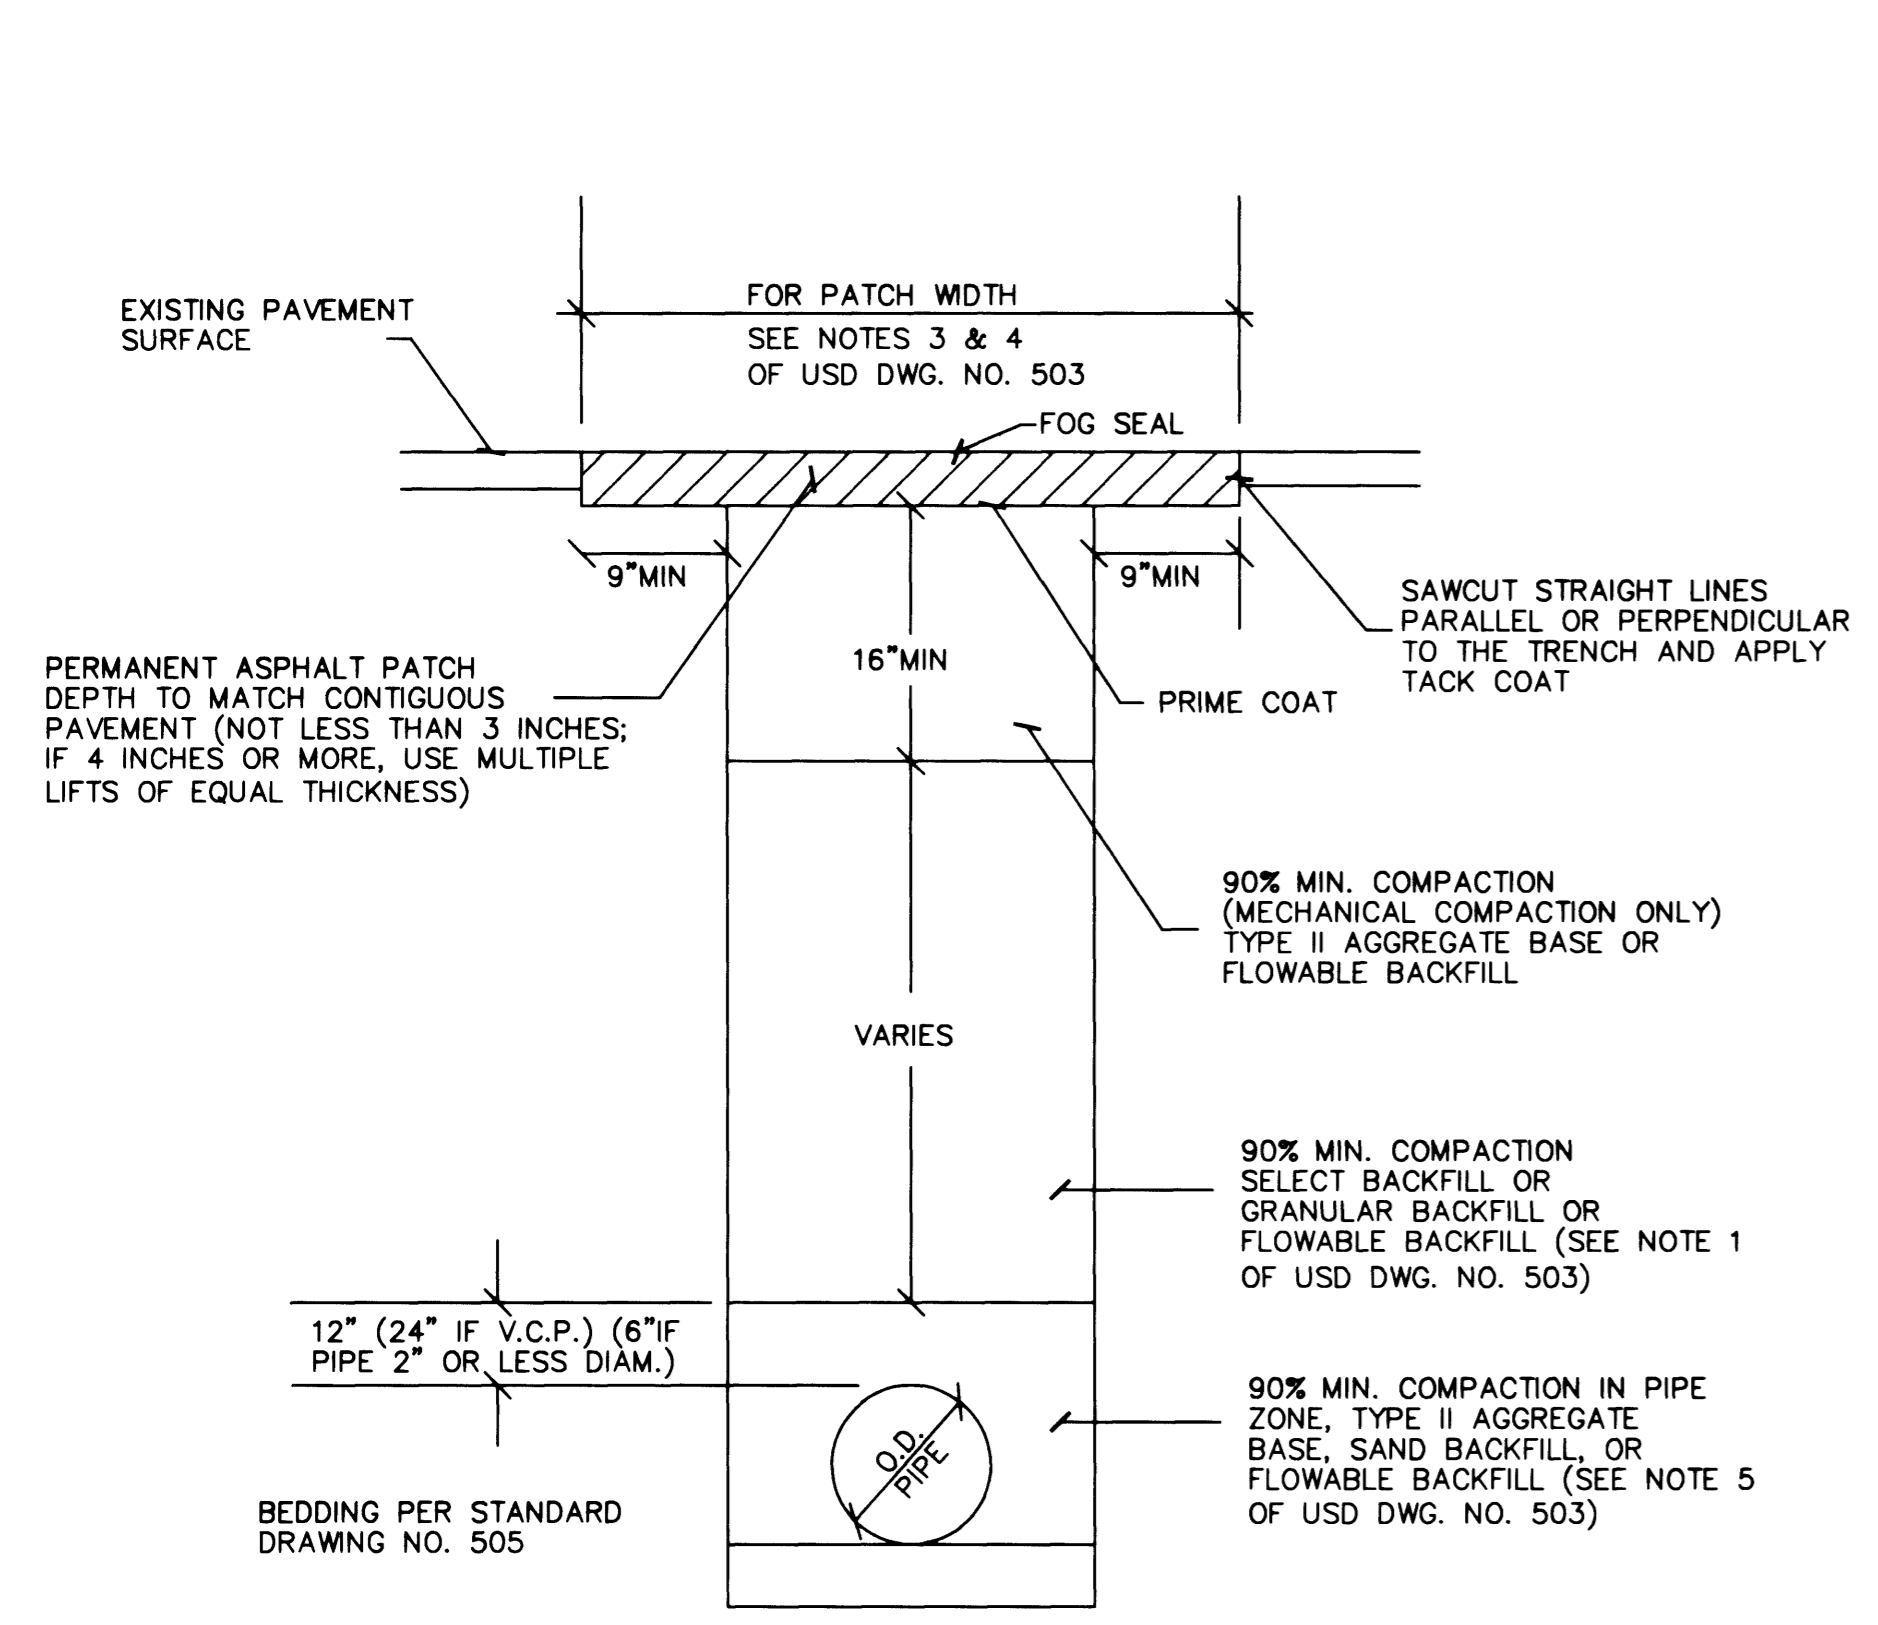 FOR PATCH WIDTH
SEE NOTES 3 & 4
OF USD DWG. NO. 503
EXISTING PAVEMENT
SURFACE
FOG SEAL
9"MIN
9"MIN
SAWCUT STRAIGHT LINES
PARALLEL OR PERPENDICULAR
TO THE TRENCH AND APPLY
TACK COAT
16"MIN
PERMANENT ASPHALT PATCH
DEPTH TO MATCH CONTIGUOUS
PAVEMENT (NOT LESS THAN 3 INCHES;
IF 4 INCHES OR MORE, USE MULTIPLE
LIFTS OF EQUAL THICKNESS)
PRIME COAT
90% MIN. COMPACTION
(MECHANICAL COMPACTION ONLY)
TYPE II AGGREGATE BASE OR
FLOWABLE BACKFILL
VARIES
90% MIN. COMPACTION
SELECT BACKFILL OR
GRANULAR BACKFILL OR
FLOWABLE BACKFILL (SEE NOTE 1
OF USD DWG. NO. 503)
12" (24" IF V.C.P.) (6"IF
PIPE 2" OR LESS DIAM.)
90% MIN. COMPACTION IN PIPE
ZONE, TYPE II AGGREGATE
BASE, SAND BACKFILL, OR
FLOWABLE BACKFILL (SEE NOTE 5
OF USD DWG. NO. 503)
O.D.
PIPE
BEDDING PER STANDARD
DRAWING NO. 505